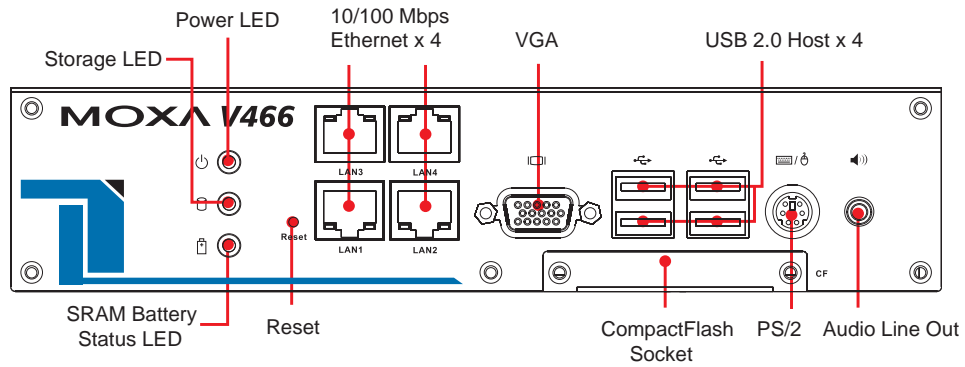 Power LED
10/100 Mbps
Ethernet x 4
VGA
USB 2.0 Host x 4
Storage LED
MOXA V466
LAN3
LAN4
Reset
LAN1
LAN2
CF
SRAM Battery
Status LED
Reset
CompactFlash
Socket
PS/2
Audio Line Out